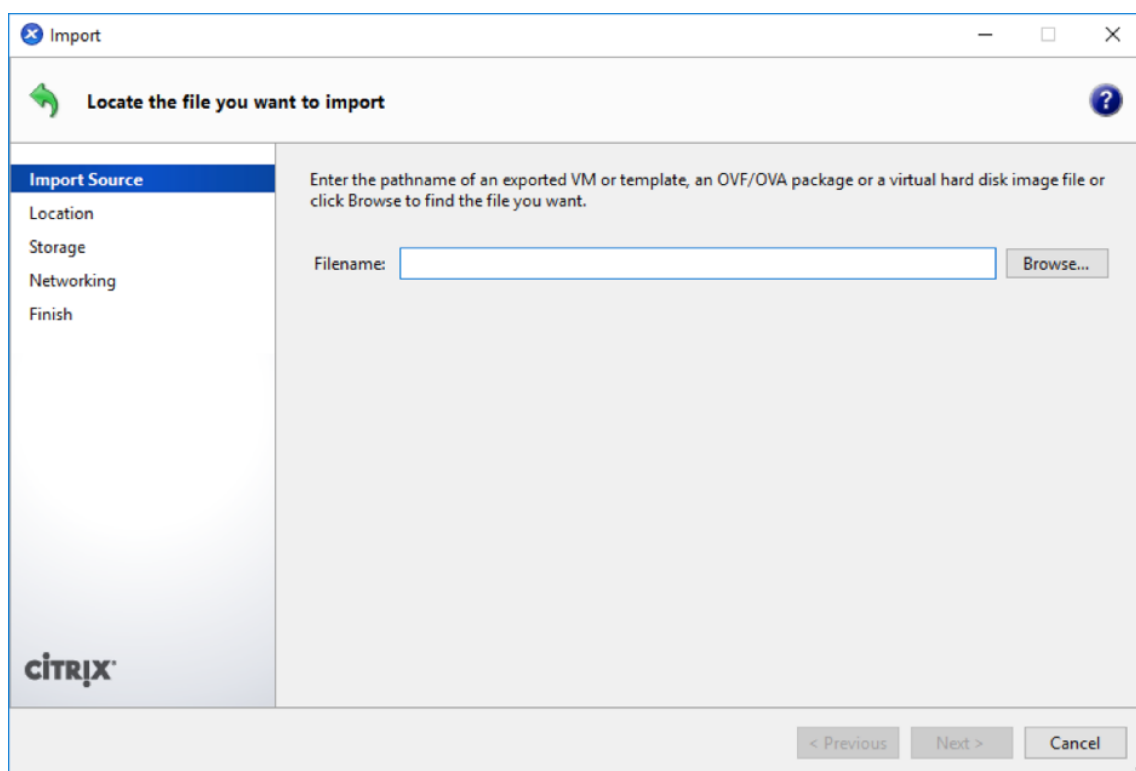 Import
Locate the file you want to import
?
Import Source
Location
Storage
Networking
Finish
Enter the pathname of an exported VM or template, an OVF/OVA package or a virtual hard disk image file or
click Browse to find the file you want.
Filename:
Browse...
CİTRİX
< Previous
Next >
Cancel